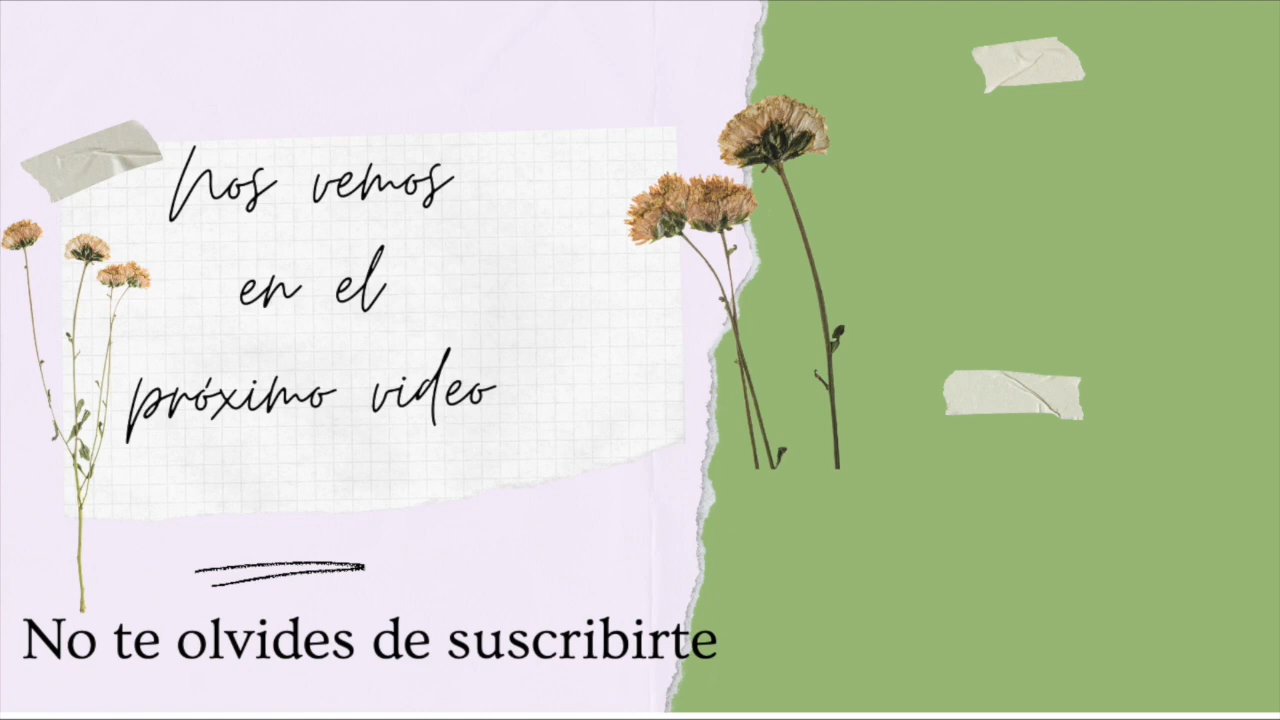 Nos vemos
en el
próximo video
No te olvides de suscribirte